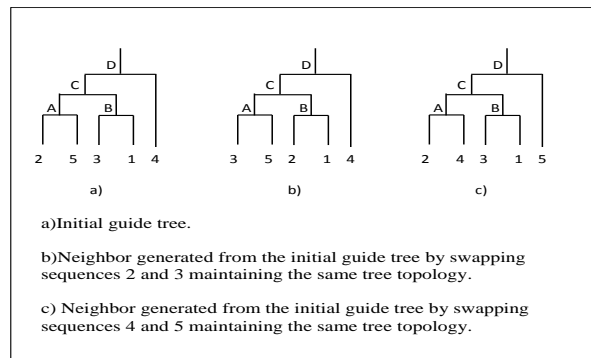 D D D
C C C
A B A B A B
2 5 3 1 4 3 5 2 1 4 2 4 3 1 5
a) b) c)
a)Initial guide tree.
b)Neighbor generated from the initial guide tree by swapping
sequences 2 and 3 maintaining the same tree topology.
c) Neighbor generated from the initial guide tree by swapping
sequences 4 and 5 maintaining the same tree topology.